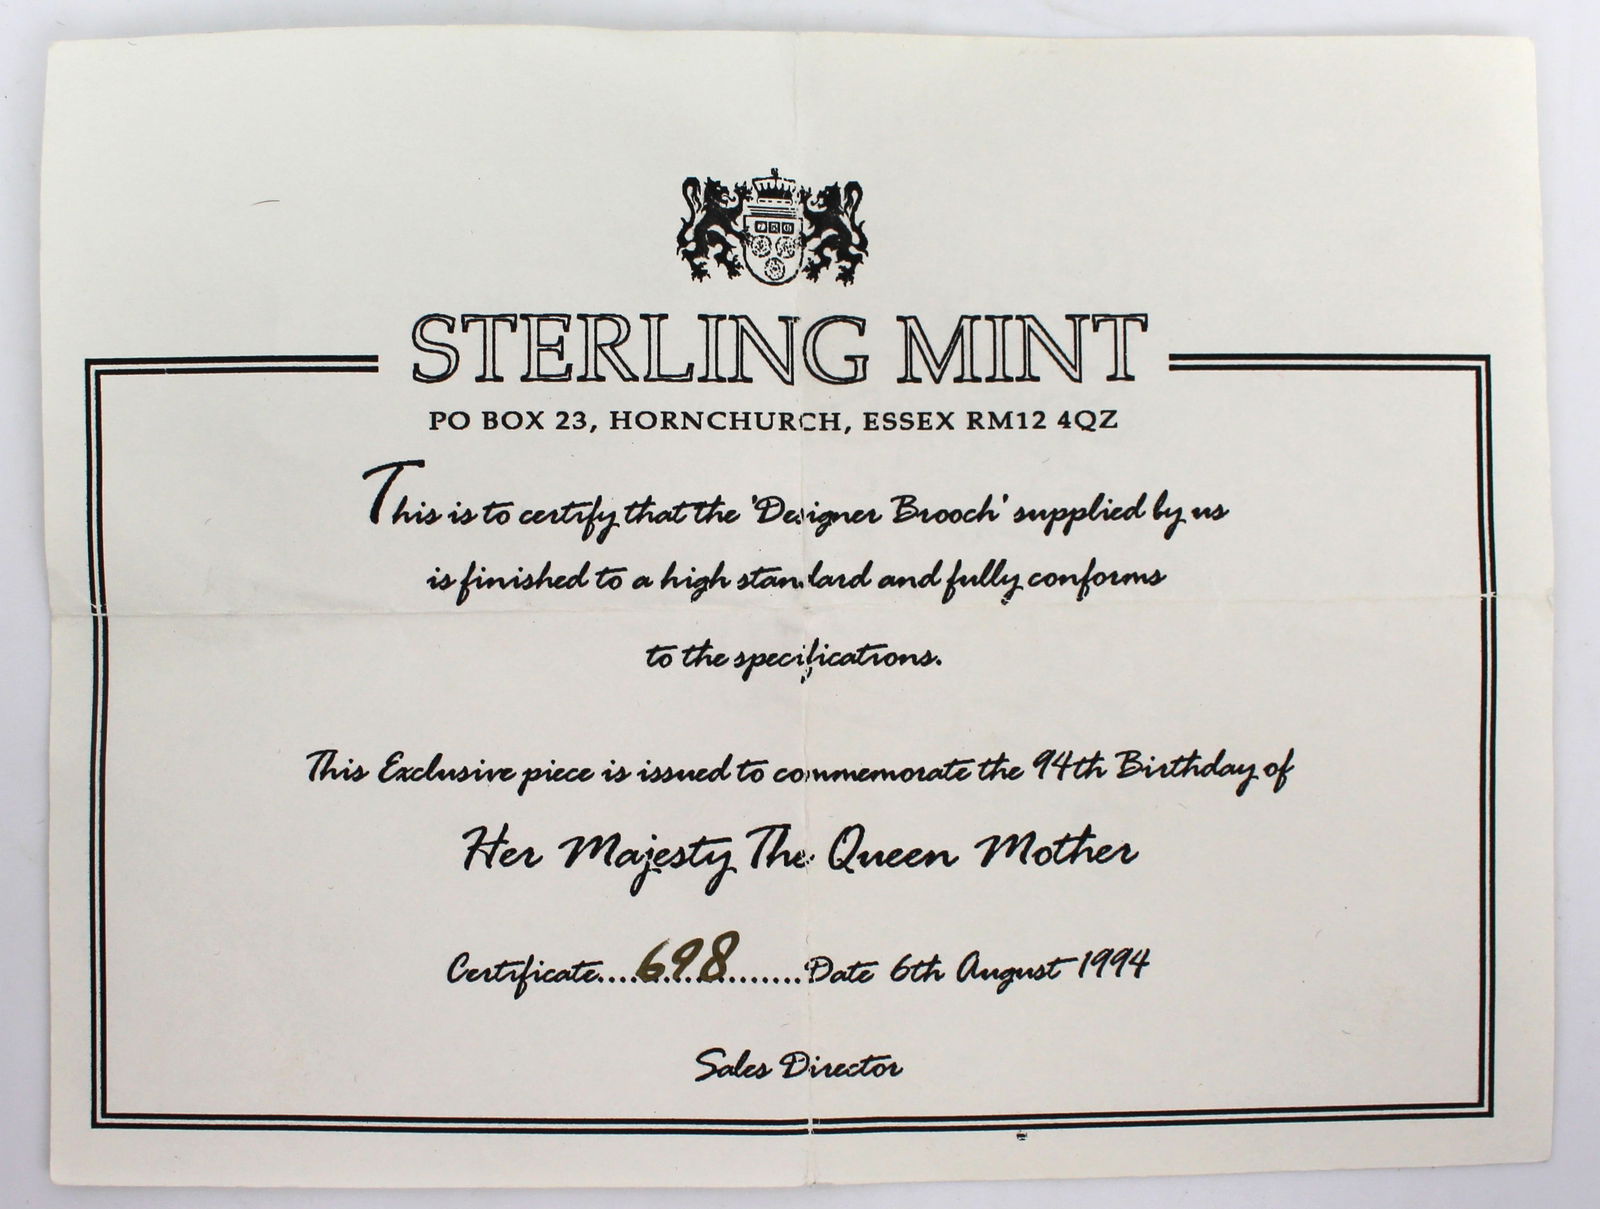 STERLING MINT
PO BOX 23, HORNCHURCH, ESSEX RM12 4QZ
This is to certify that the 'Designer Brooch' supplied by us
is finished to a high standard and fully conforms
to the specifications.
This Exclusive piece is issued to commemorate the 94th Birthday of
Her Majesty The Queen Mother
Certificate....698........Date 6th August 1994
Sales Director